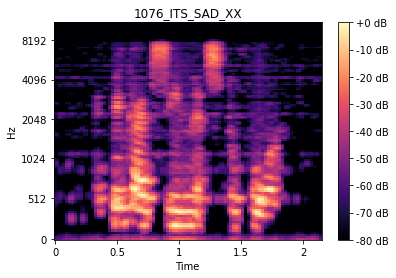 1076_ITS_SAD_XX
Hz
8192
4096
2048
1024
512
0
0 0.5 1 1.5 2
Time
+0 dB
-10 dB
-20 dB
-30 dB
-40 dB
-50 dB
-60 dB
-70 dB
-80 dB